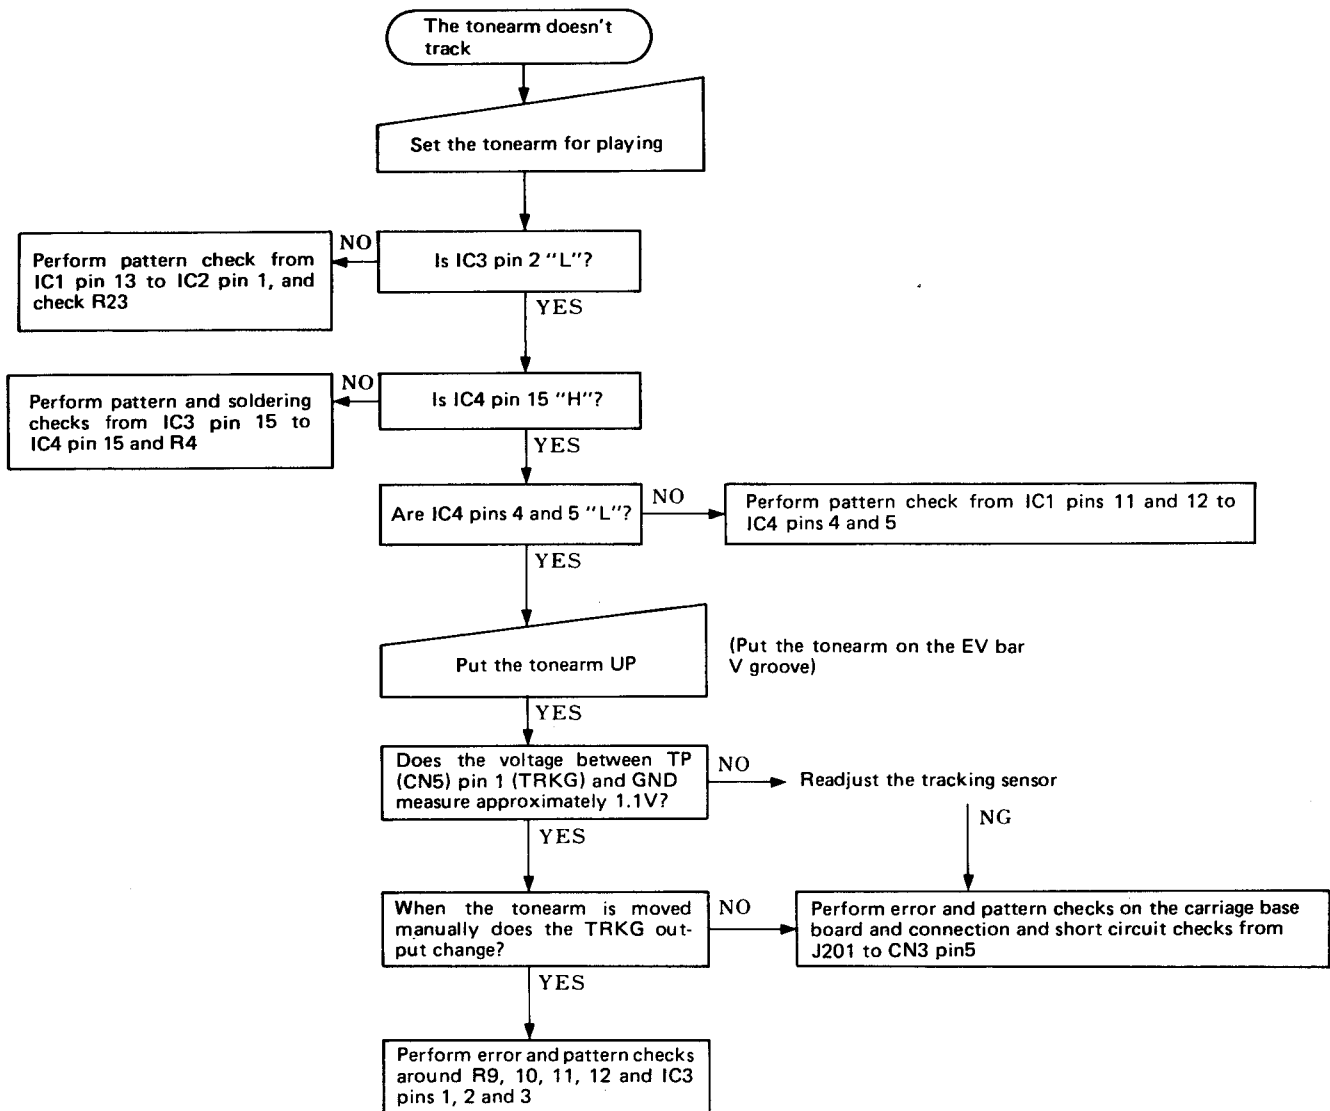 The tonearm doesn't
track
Set the tonearm for playing
Is IC3 pin 2 "L"?
NO
Perform pattern check from
IC1 pin 13 to IC2 pin 1, and
check R23
YES
Is IC4 pin 15 "H"?
NO
Perform pattern and soldering
checks from IC3 pin 15 to
IC4 pin 15 and R4
YES
Are IC4 pins 4 and 5 "L"?
NO
Perform pattern check from IC1 pins 11 and 12 to
IC4 pins 4 and 5
YES
Put the tonearm UP
(Put the tonearm on the EV bar
V groove)
YES
Does the voltage between TP
(CN5) pin 1 (TRKG) and GND
measure approximately 1.1V?
NO
Readjust the tracking sensor
NG
YES
When the tonearm is moved
manually does the TRKG out-
put change?
NO
Perform error and pattern checks on the carriage base
board and connection and short circuit checks from
J201 to CN3 pin5
YES
Perform error and pattern checks
around R9, 10, 11, 12 and IC3
pins 1, 2 and 3